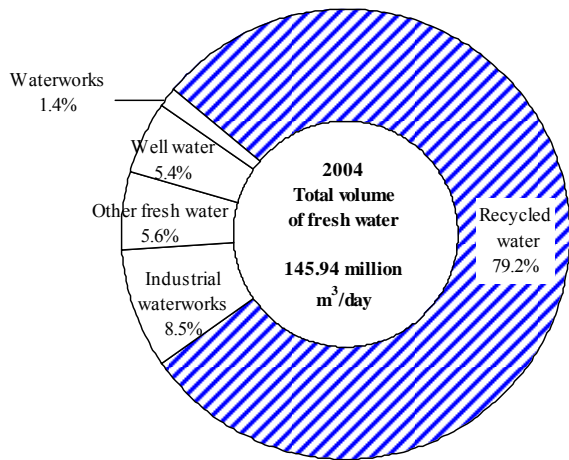 Waterworks
1.4%
Well water
5.4%
Other fresh water
5.6%
Industrial
waterworks
8.5%
2004
Total volume
of fresh water
145.94 million
m³/day
Recycled
water
79.2%